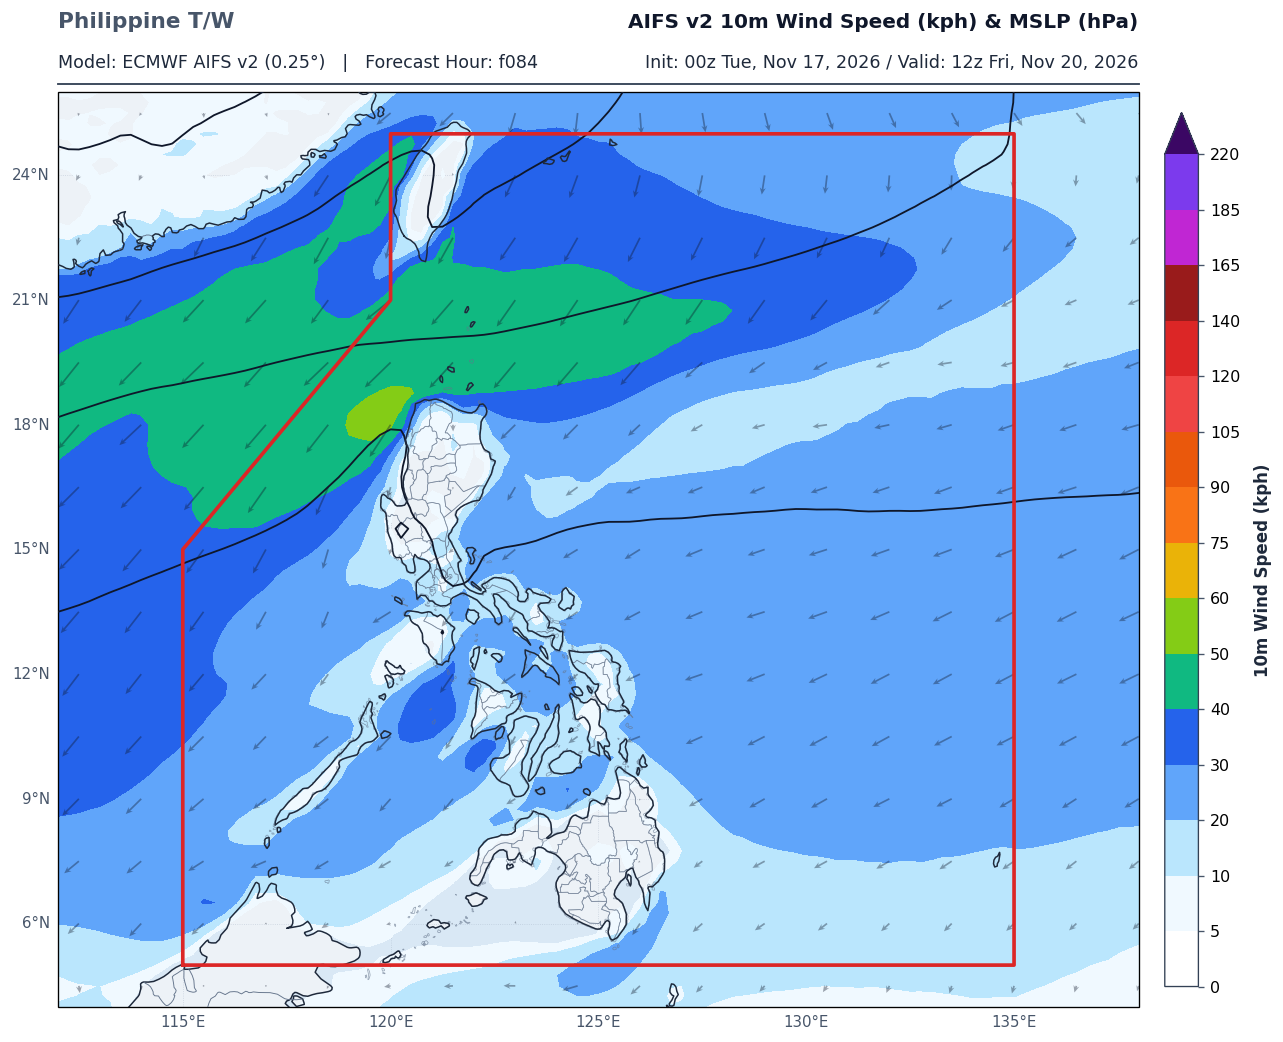 Philippine T/W
AIFS v2 10m Wind Speed (kph) & MSLP (hPa)
Model: ECMWF AIFS v2 (0.25°) | Forecast Hour: f084
Init: 00z Tue, Nov 17, 2026 / Valid: 12z Fri, Nov 20, 2026
24°N
21°N
18°N
15°N
12°N
9°N
6°N
115°E
120°E
125°E
130°E
135°E
220
185
165
140
120
105
90
75
60
50
40
30
20
10
5
0
10m Wind Speed (kph)